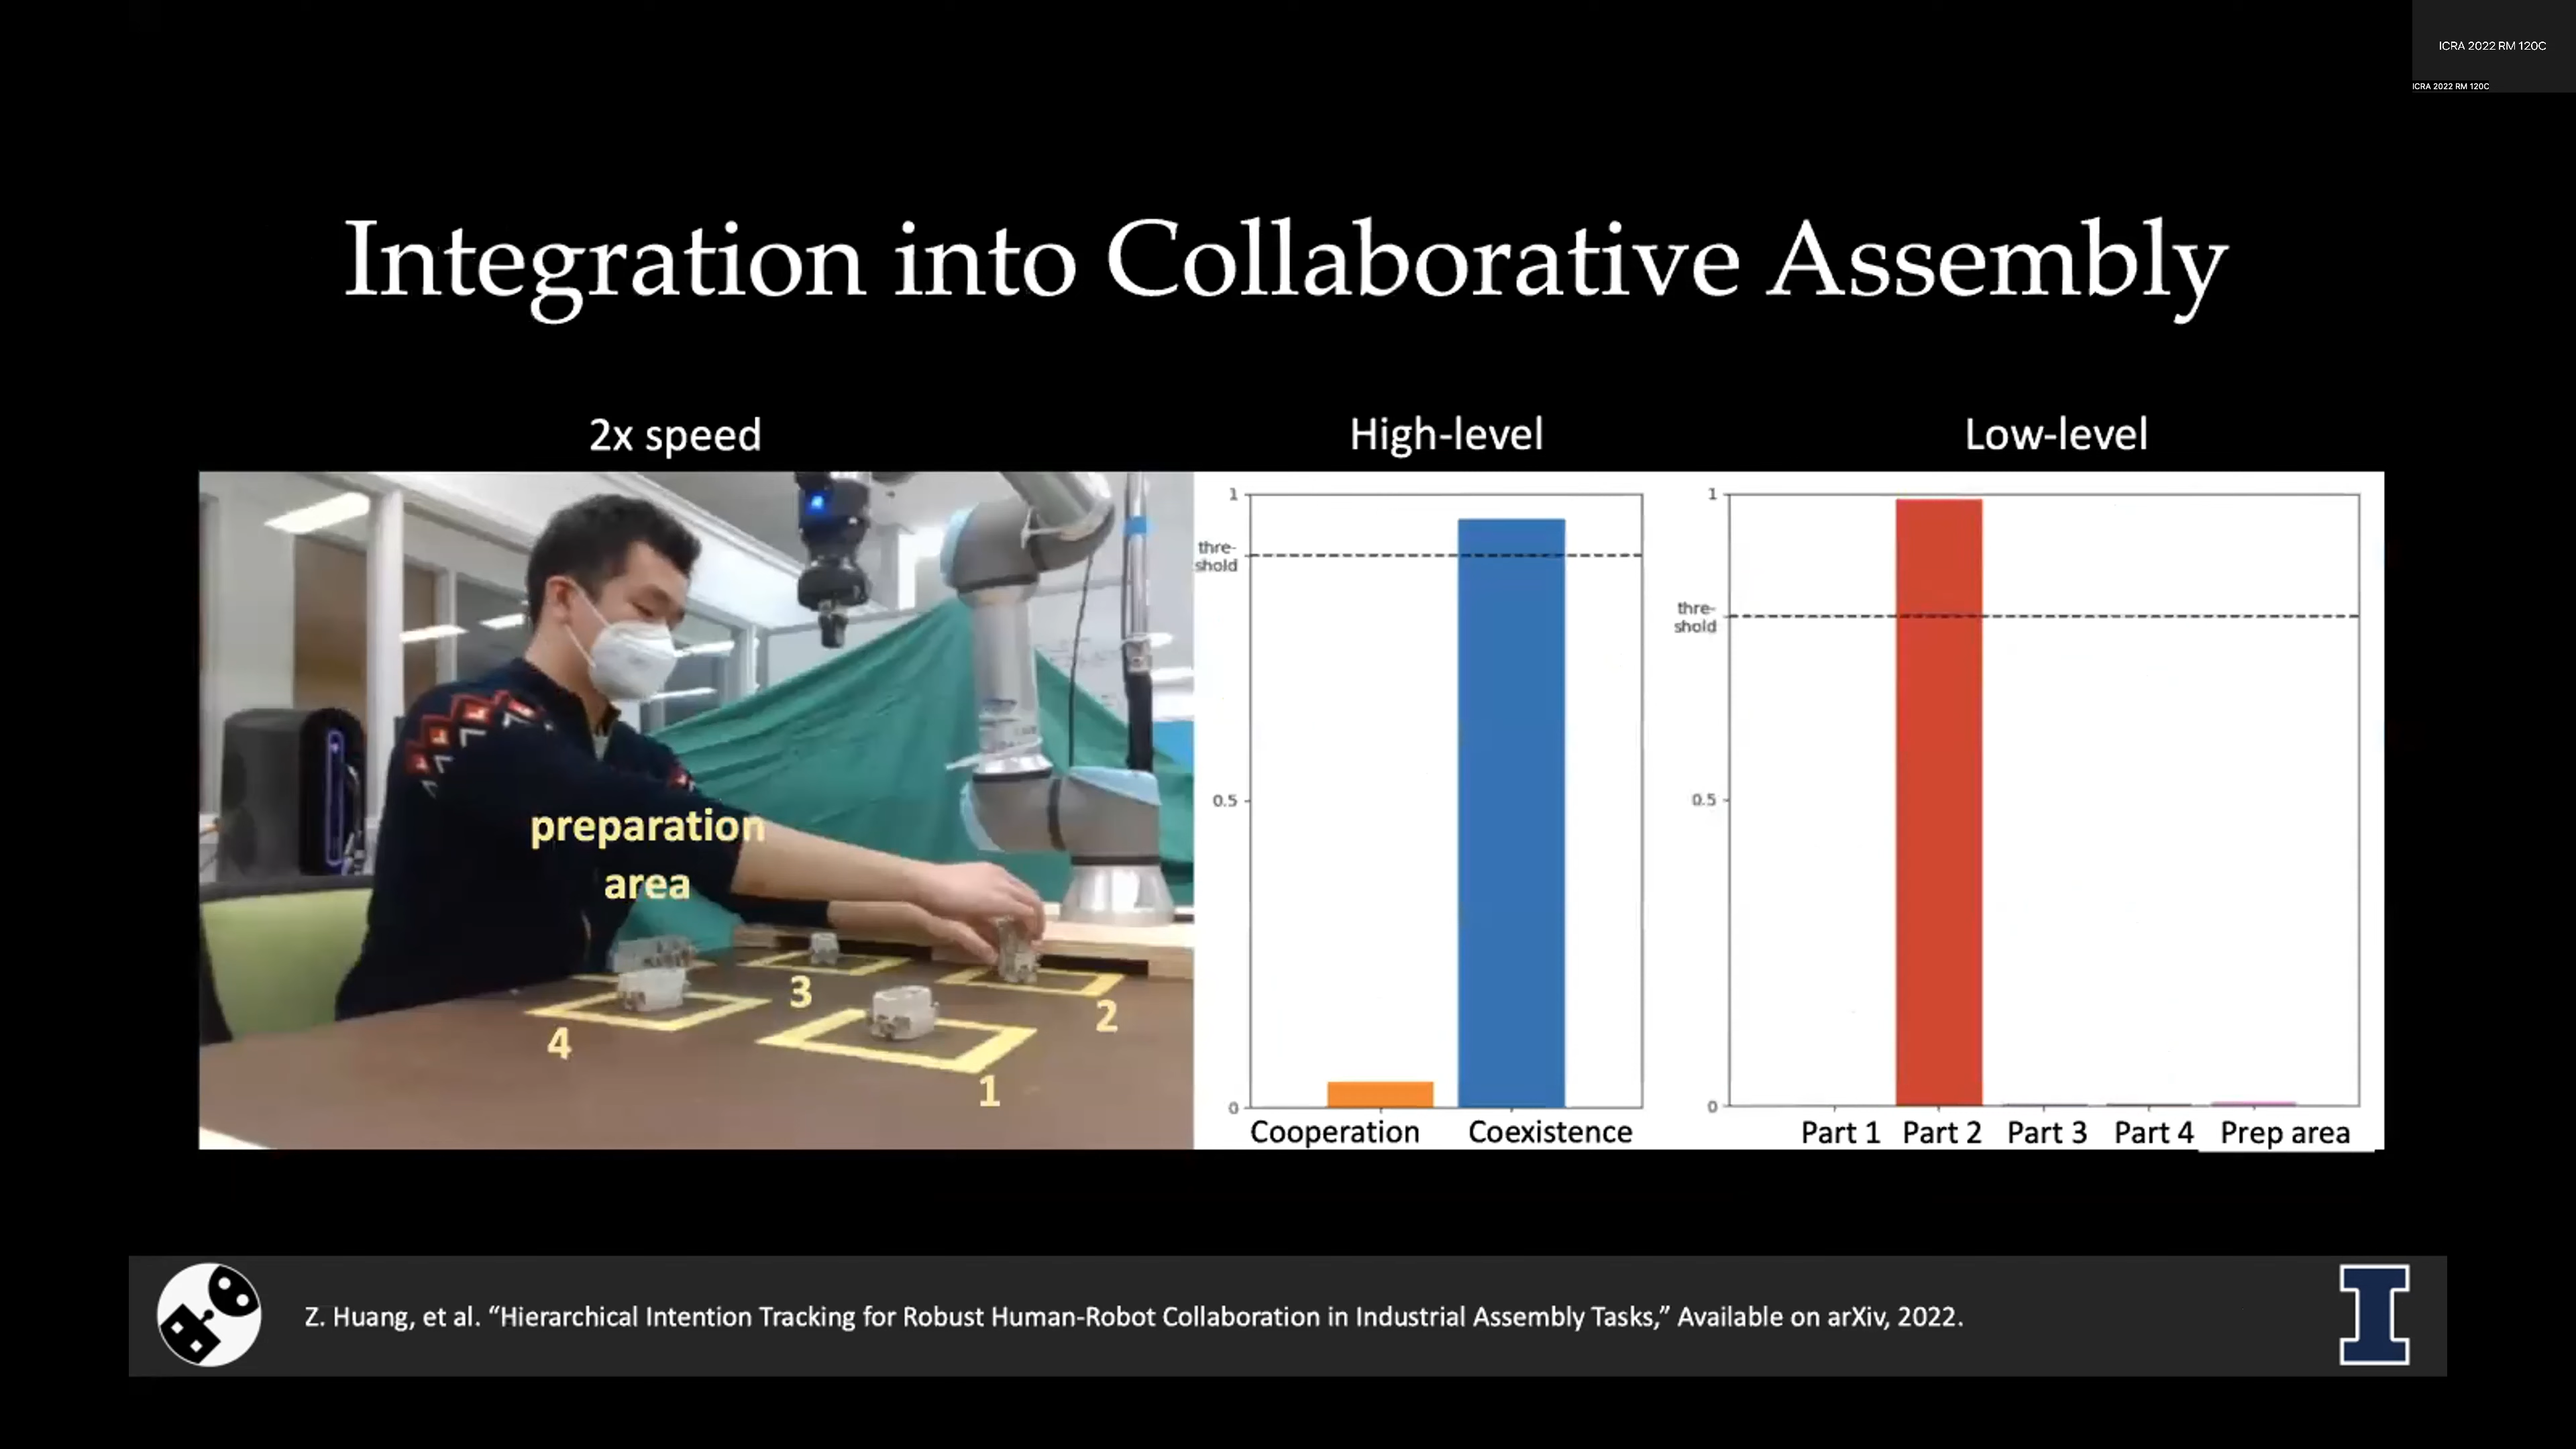 ICRA 2022 RM 120C
ICRA 2022 RM 120C
Integration into Collaborative Assembly
2x speed
High-level
Low-level
preparation
area
3
2
4
1
1
thre-
shold
0.5
0
Cooperation Coexistence
1
thre-
shold
0.5
0
Part 1 Part 2 Part 3 Part 4 Prep area
Z. Huang, et al. “Hierarchical Intention Tracking for Robust Human-Robot Collaboration in Industrial Assembly Tasks,” Available on arXiv, 2022.
I